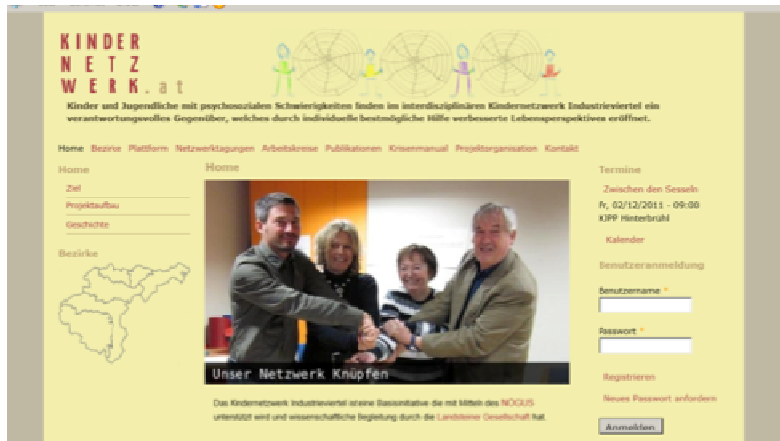 KINDER
NETZ
WERK.at
Kinder und Jugendliche mit psychosozialen Schwierigkeiten finden im interdisziplinären Kindernetzwerk Industrieviertel ein
verantwortungsvolles Gegenüber, welches durch individuelle bestmögliche Hilfe verbesserte Lebensperspektiven eröffnet.
Home Bezirke Plattform Netzwerktagungen Arbeitskreise Publikationen Krisenmanual Projektorganisation Kontakt
Home
Ziel
Projektaufbau
Geschichte
Bezirke
Home
Unser Netzwerk Knüpfen
Das Kindernetzwerk Industrieviertel ist eine Basisinitiative die mit Mitteln des NÖGUS
unterstützt wird und wissenschaftliche Begleitung durch die Landsteiner Gesellschaft hat.
Termine
Zwischen den Sesseln
Fr, 02/12/2011 - 09:00
KJPP Hinterbrühl
Kalender
Benutzeranmeldung
Benutzername *
Passwort *
Registrieren
Neues Passwort anfordern
Anmelden